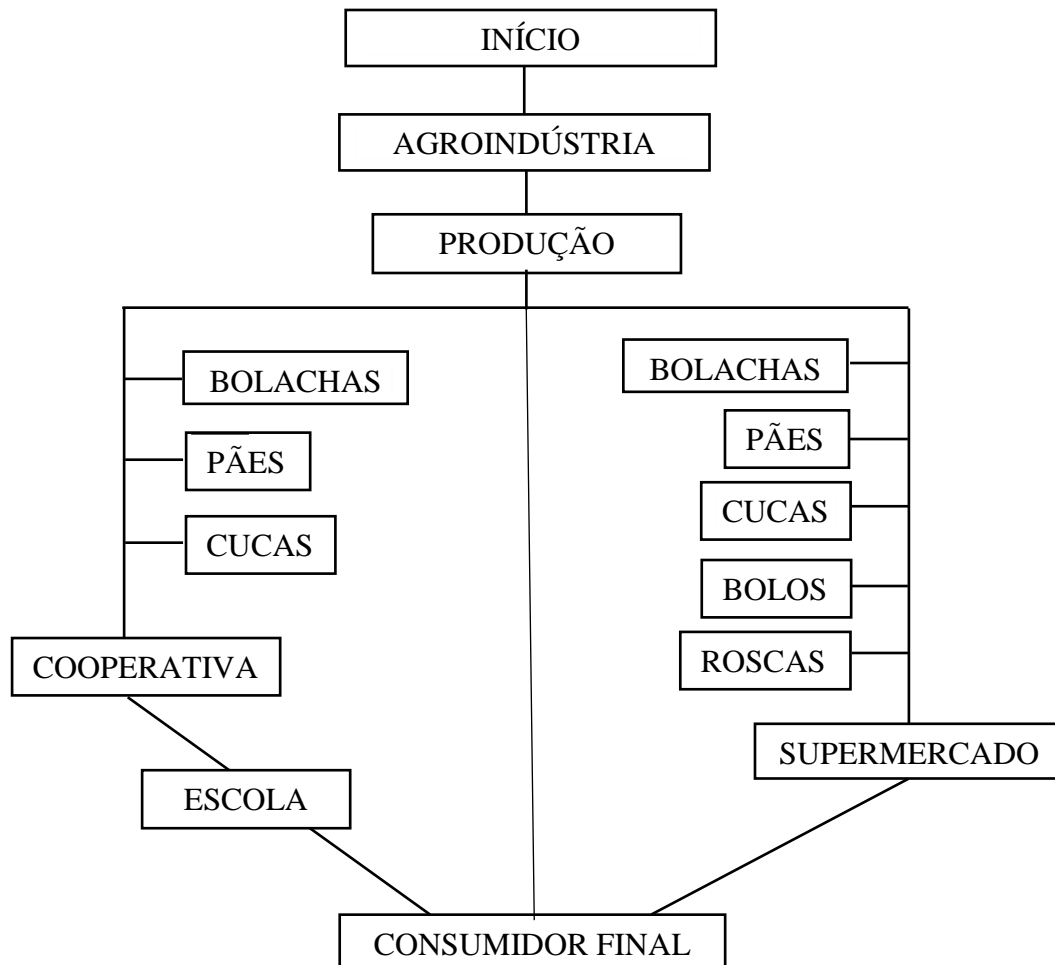 INÍCIO
AGROINDÚSTRIA
PRODUÇÃO
BOLACHAS
PÃES
CUCAS
COOPERATIVA
ESCOLA
BOLACHAS
PÃES
CUCAS
BOLOS
ROSCAS
SUPERMERCADO
CONSUMIDOR FINAL